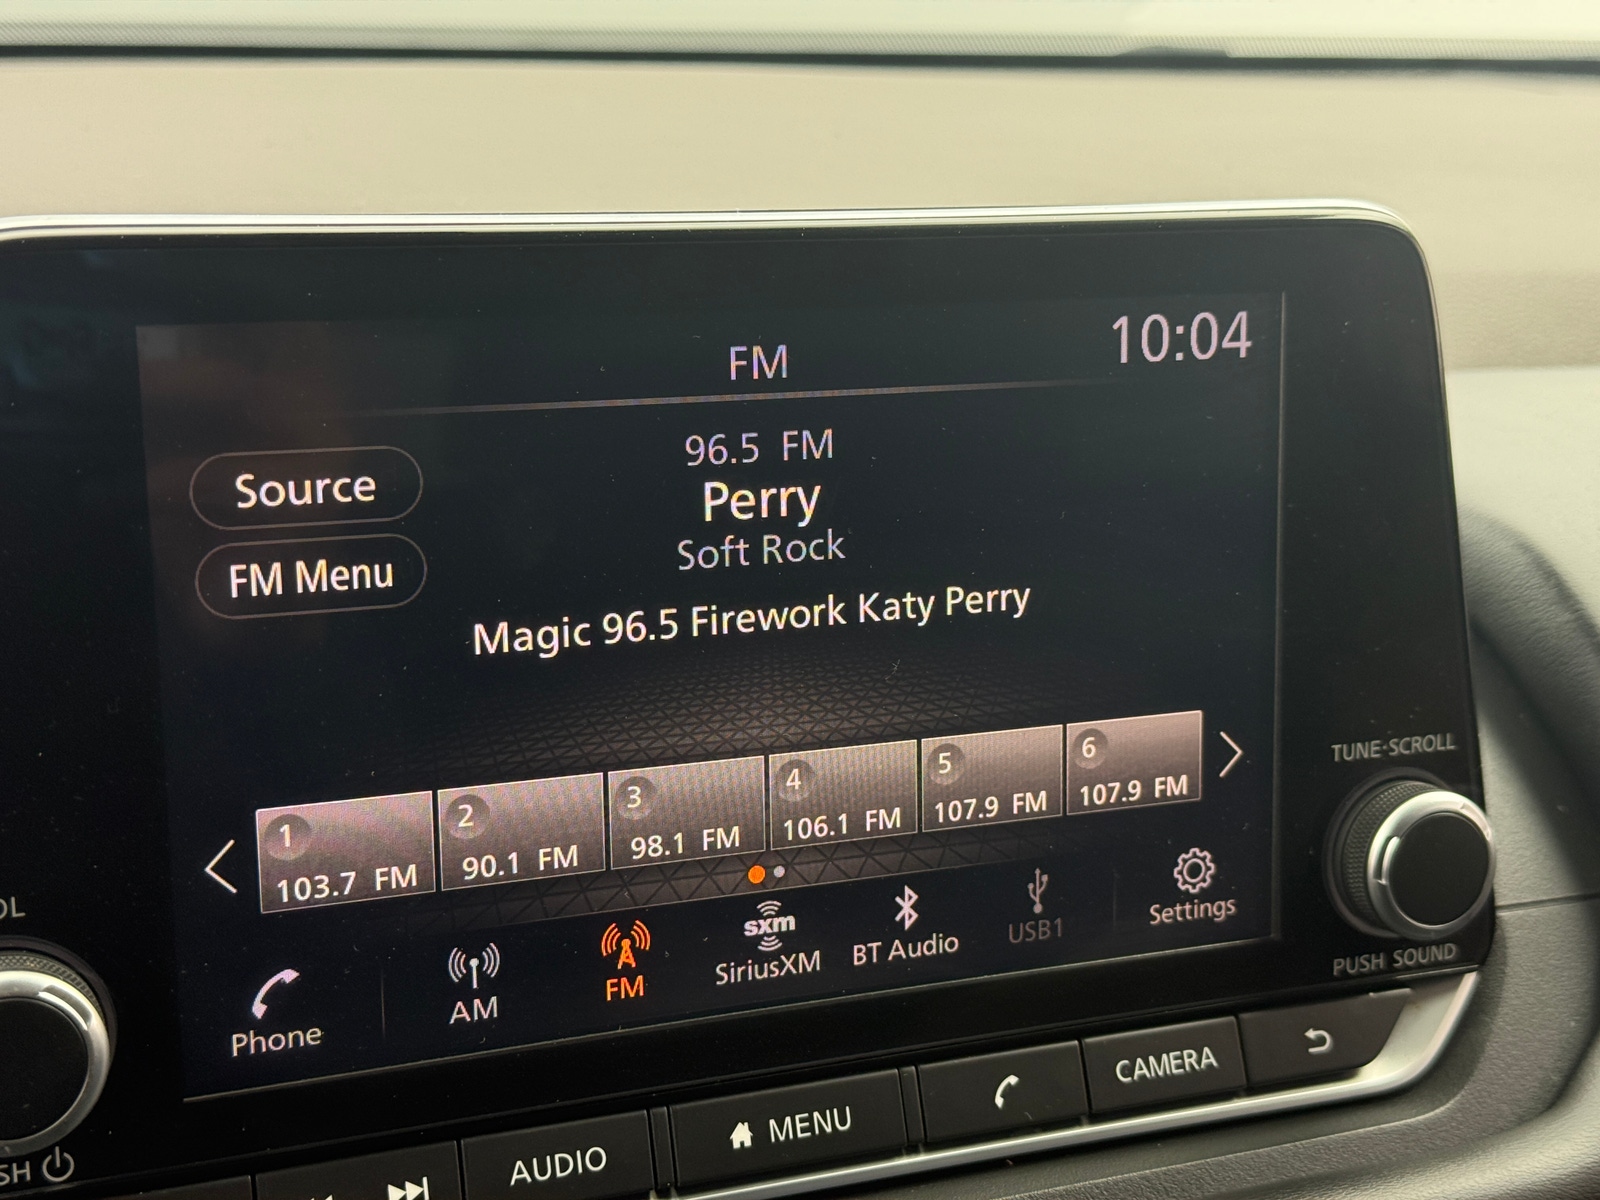 FM
10:04
96.5 FM
Perry
Soft Rock
Source
FM Menu
Magic 96.5 Firework Katy Perry
1
103.7 FM
2
90.1 FM
3
98.1 FM
4
106.1 FM
5
107.9 FM
6
107.9 FM
Phone
AM
FM
sxm
SiriusXM
BT Audio
USB1
Settings
TUNE·SCROLL
PUSH SOUND
OL
SH
AUDIO
MENU
CAMERA